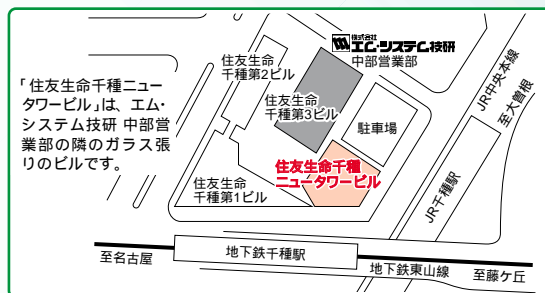 「住友生命千種ニュー
タワービル」は、エム・
システム技研 中部営
業部の隣のガラス張
りのビルです。
株式会社
エム・システム技研
中部営業部
住友生命
千種第2ビル
住友生命
千種第3ビル
駐車場
住友生命千種
ニュータワービル
住友生命
千種第1ビル
JR中央本線
至大曽根
JR千種駅
地下鉄千種駅
至名古屋
地下鉄東山線
至藤ケ丘